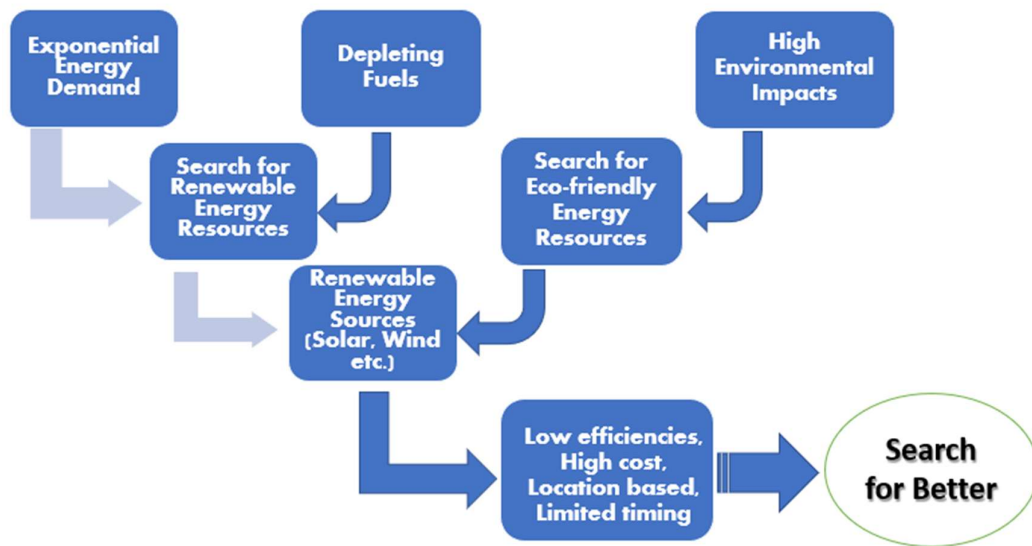 Exponential
Energy
Demand
Depleting
Fuels
High
Environmental
Impacts
Search for
Renewable
Energy
Resources
Search for
Eco-friendly
Energy
Resources
Renewable
Energy
Sources
(Solar, Wind
etc.)
Low efficiencies,
High cost,
Location based,
Limited timing
Search
for Better